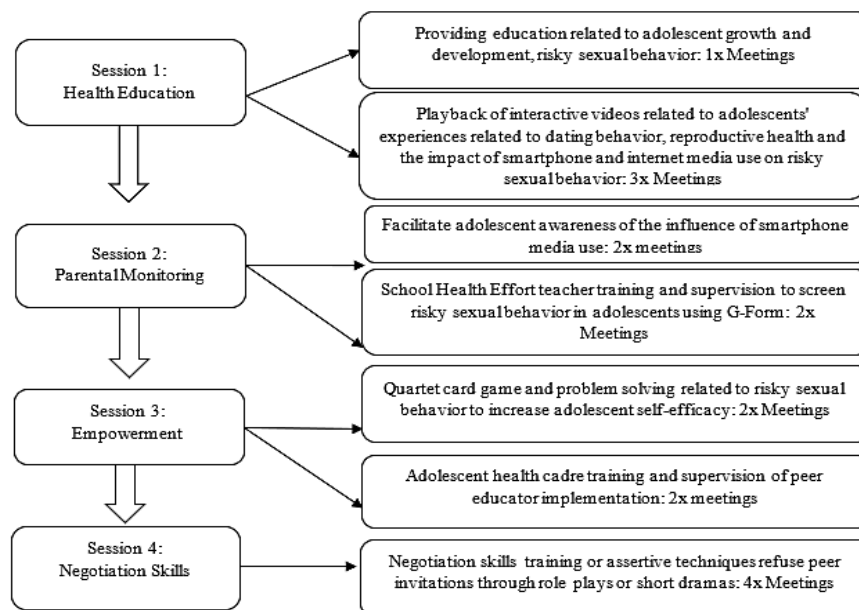 Session 1:
Health Education
Providing education related to adolescent growth and
development, risky sexual behavior: 1x Meetings
Playback of interactive videos related to adolescents'
experiences related to dating behavior, reproductive health and
the impact of smartphone and internet media use on risky
sexual behavior: 3x Meetings
Session 2:
Parental Monitoring
Facilitate adolescent awareness of the influence of smartphone
media use: 2x meetings
School Health Effort teacher training and supervision to screen
risky sexual behavior in adolescents using G-Form: 2x
Meetings
Session 3:
Empowerment
Quartet card game and problem solving related to risky sexual
behavior to increase adolescent self-efficacy: 2x Meetings
Adolescent health cadre training and supervision of peer
educator implementation: 2x meetings
Session 4:
Negotiation Skills
Negotiation skills training or assertive techniques refuse peer
invitations through role plays or short dramas: 4x Meetings